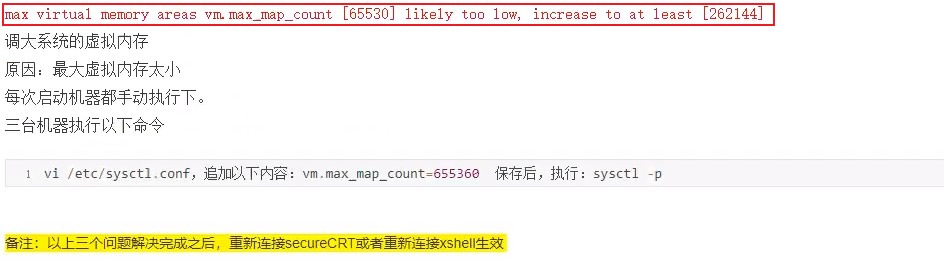 max virtual memory areas vm.max_map_count [65530] likely too low, increase to at least [262144]
调大系统的虚拟内存
原因：最大虚拟内存太小
每次启动机器都手动执行下。
三台机器执行以下命令
1 vi /etc/sysctl.conf，追加以下内容：vm.max_map_count=655360 保存后，执行：sysctl -p
备注：以上三个问题解决完成之后，重新连接secureCRT或者重新连接xshell生效